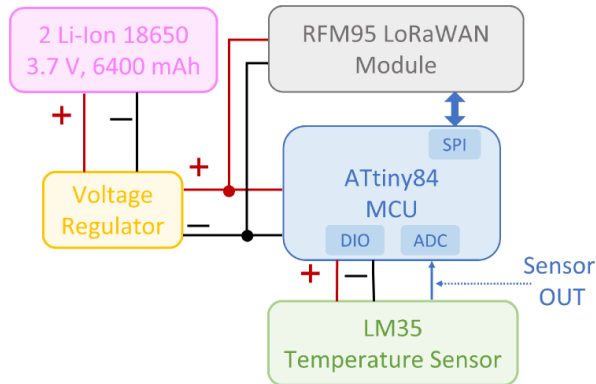 2 Li-Ion 18650
3.7 V, 6400 mAh
RFM95 LoRaWAN
Module
+
−
SPI
ATtiny84
MCU
+
Voltage
Regulator
−
DIO
ADC
+
−
Sensor
OUT
LM35
Temperature Sensor